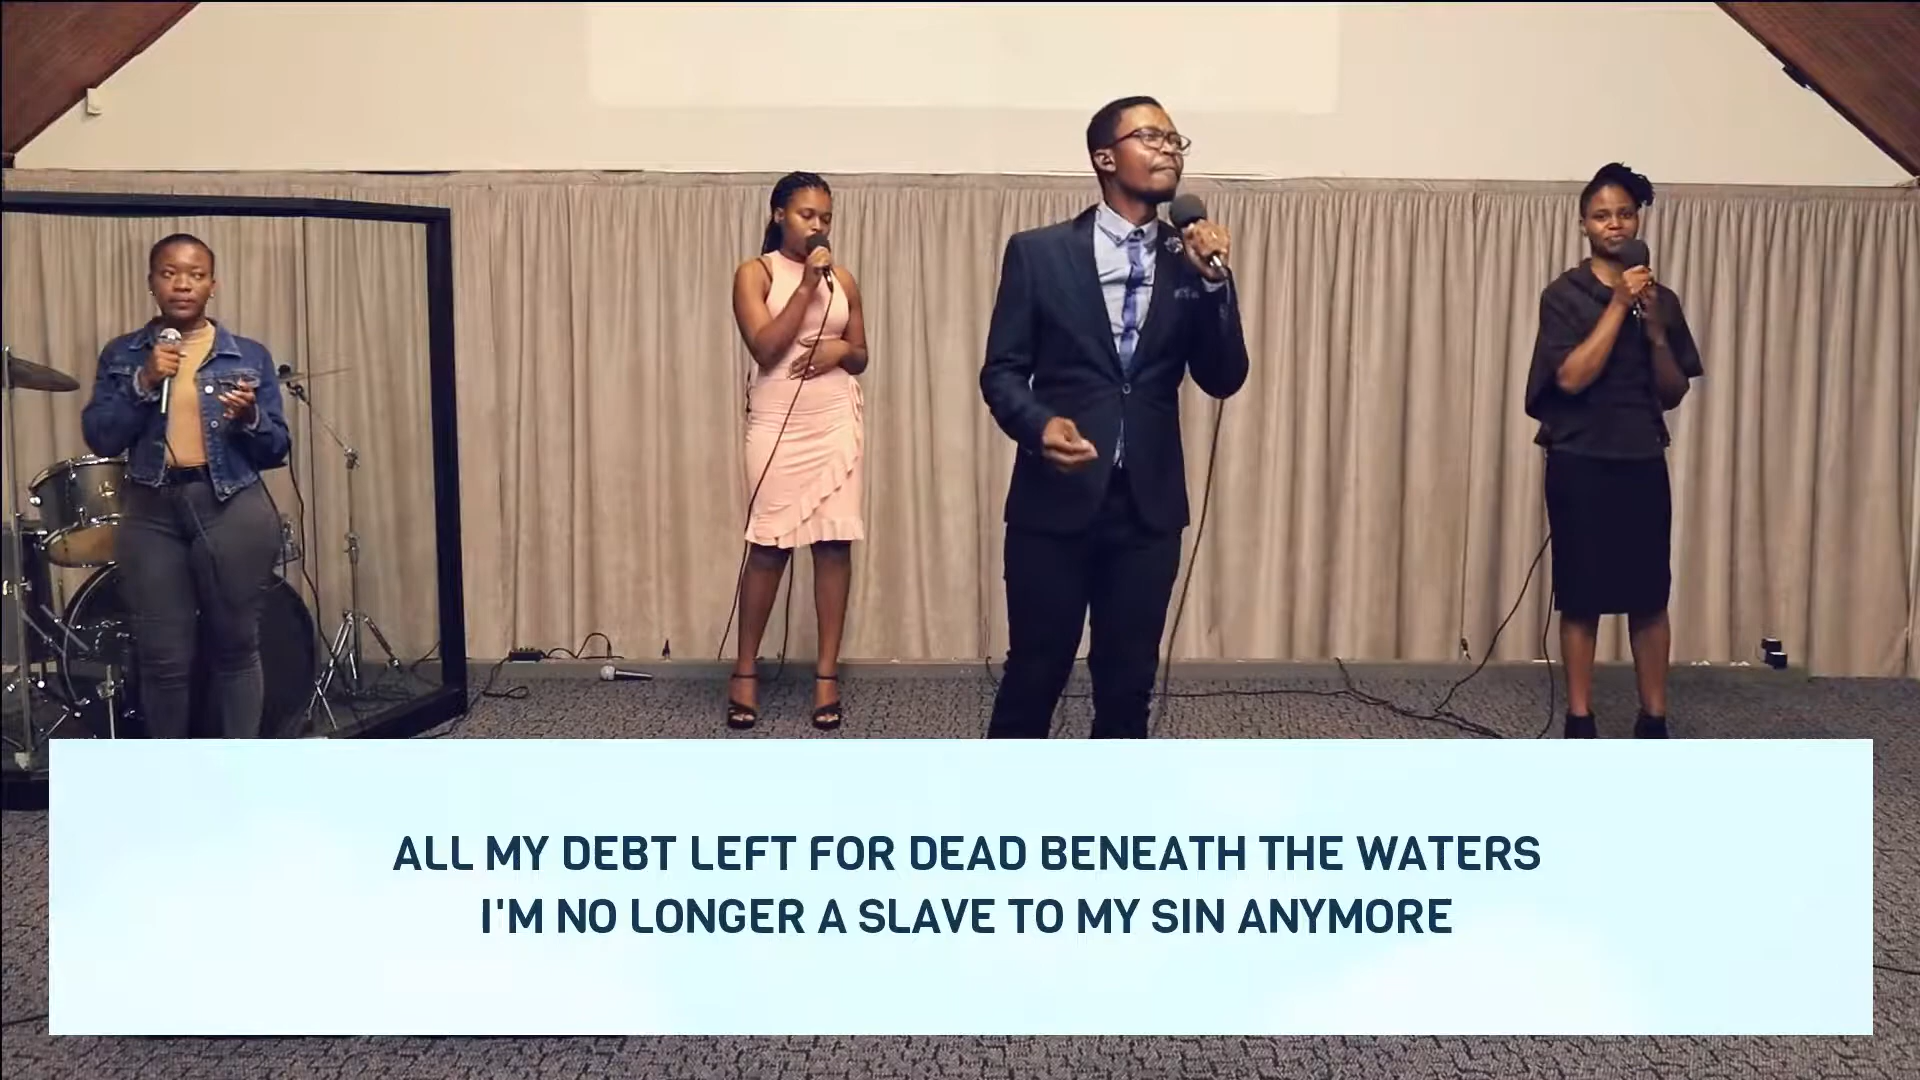 ALL MY DEBT LEFT FOR DEAD BENEATH THE WATERS
I'M NO LONGER A SLAVE TO MY SIN ANYMORE